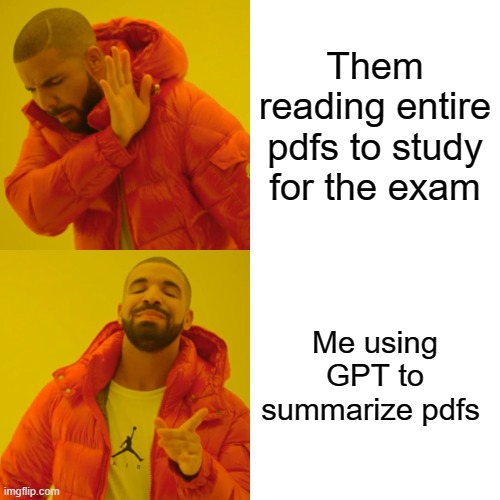 Them
reading entire
pdfs to study
for the exam
Me using
GPT to
summarize pdfs
imgflip.com